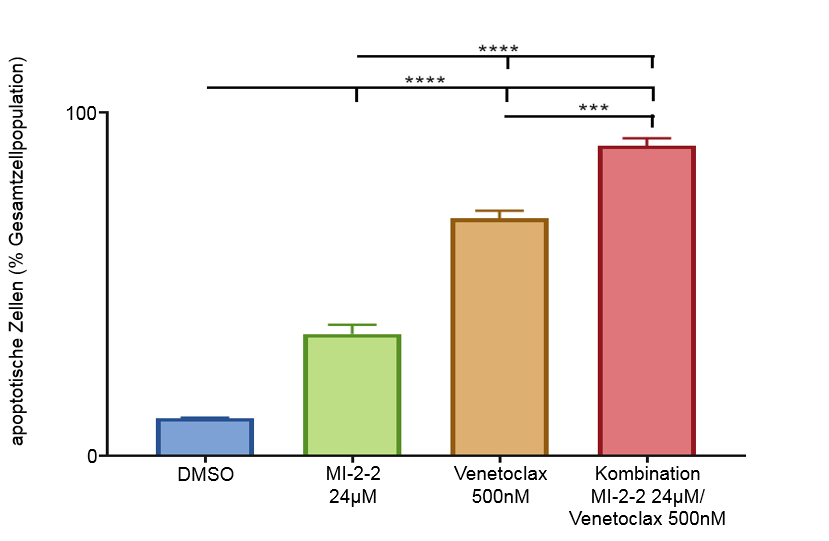 apoptotische Zellen (% Gesamtzellpopulation)
****
****
***
100
0
DMSO
MI-2-2
24µM
Venetoclax
500nM
Kombination
MI-2-2 24µM/
Venetoclax 500nM